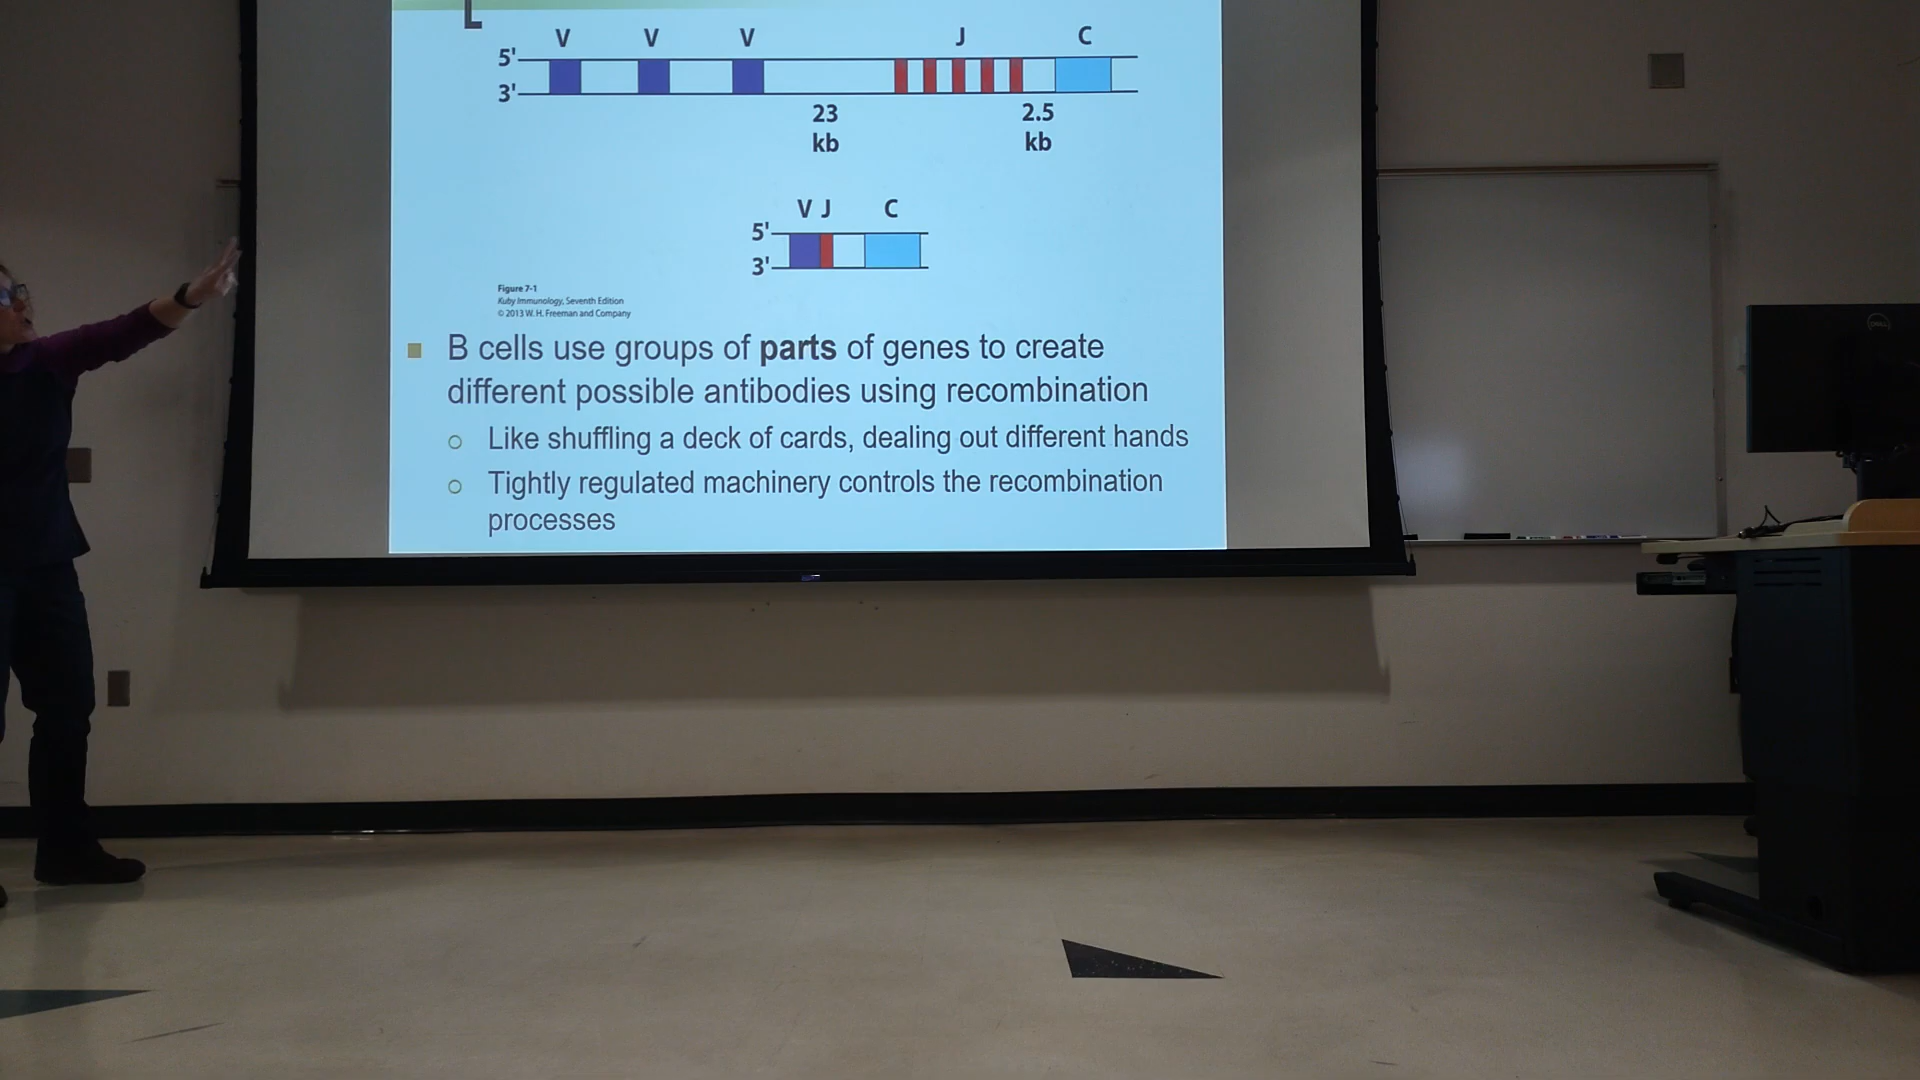 V V V J C
5'
3'
23 2.5
kb kb
V J C
5'
3'
Figure 7-1
Kuby Immunology, Seventh Edition
© 2013 W. H. Freeman and Company
B cells use groups of parts of genes to create
different possible antibodies using recombination
Like shuffling a deck of cards, dealing out different hands
Tightly regulated machinery controls the recombination
processes
DELL